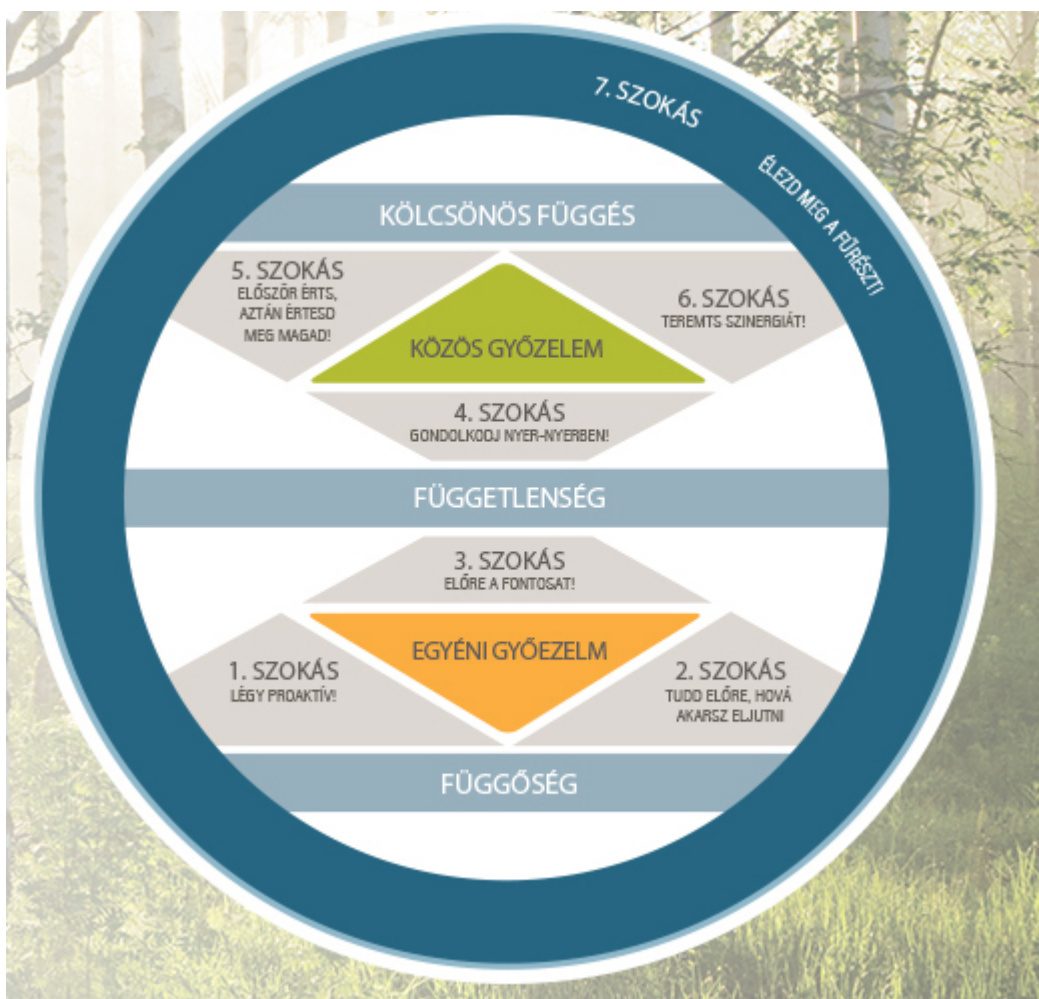 7. SZOKÁS
ÉLEZD MEG A FŰRÉSZT!
KÖLCSÖNÖS FÜGGÉS
5. SZOKÁS
ELŐSZÖR ÉRTS,
AZTÁN ÉRTESD
MEG MAGAD!
6. SZOKÁS
TEREMTS SZINERGIÁT!
KÖZÖS GYŐZELEM
4. SZOKÁS
GONDOLKODJ NYER-NYERBEN!
FÜGGETLENSÉG
3. SZOKÁS
ELŐRE A FONTOSAT!
EGYÉNI GYŐEZELM
1. SZOKÁS
LÉGY PROAKTÍV!
2. SZOKÁS
TUDD ELŐRE, HOVÁ
AKARSZ ELJUTNI
FÜGGŐSÉG